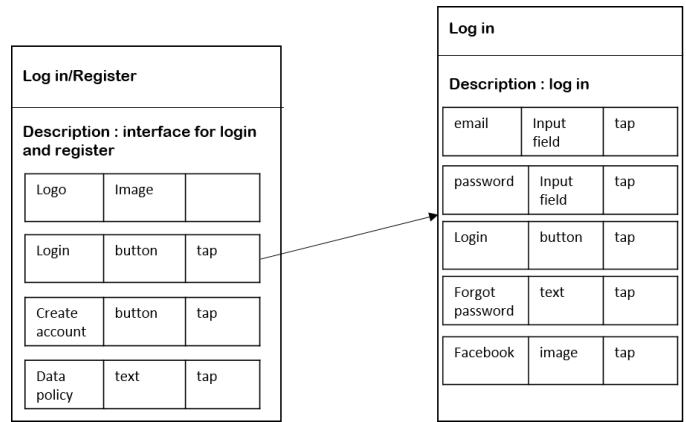 Log in/Register
Description : interface for login
and register
Logo Image
Login button tap
Create
account button tap
Data
policy text tap
Log in
Description : log in
email Input
field tap
password Input
field tap
Login button tap
Forgot
password text tap
Facebook image tap